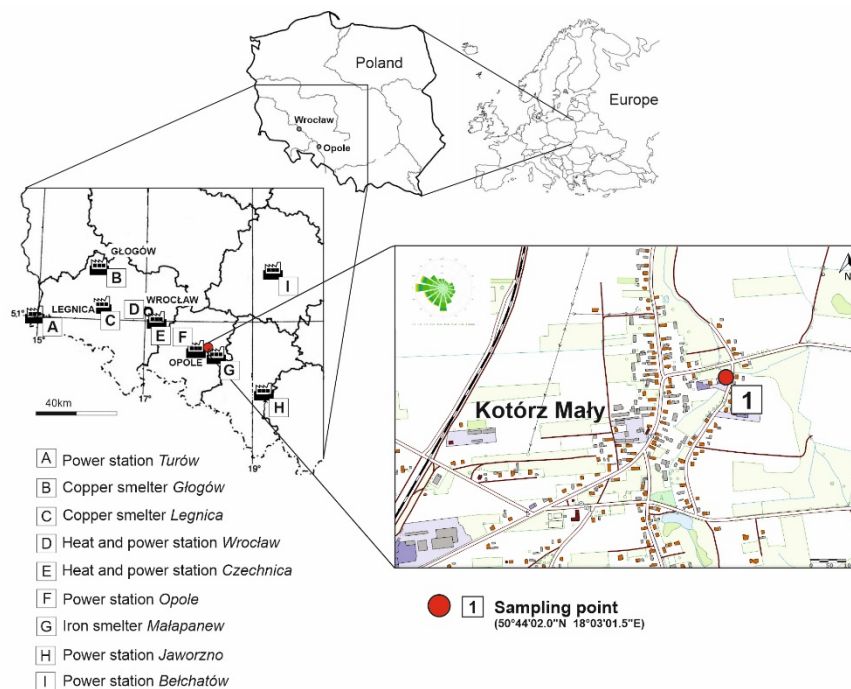 Poland
Europe
Wrocław
Opole
GŁOGÓW
B
I
LEGNICA
D
WROCŁAW
51°
A
15°
C
E
F
OPOLE
G
H
17°
19°
40km
N
Kotórz Mały
1
A Power station Turów
B Copper smelter Głogów
C Copper smelter Legnica
D Heat and power station Wrocław
E Heat and power station Czechnica
F Power station Opole
G Iron smelter Małapanew
H Power station Jaworzno
I Power station Bełchatów
1 Sampling point
(50°44'02.0"N 18°03'01.5"E)